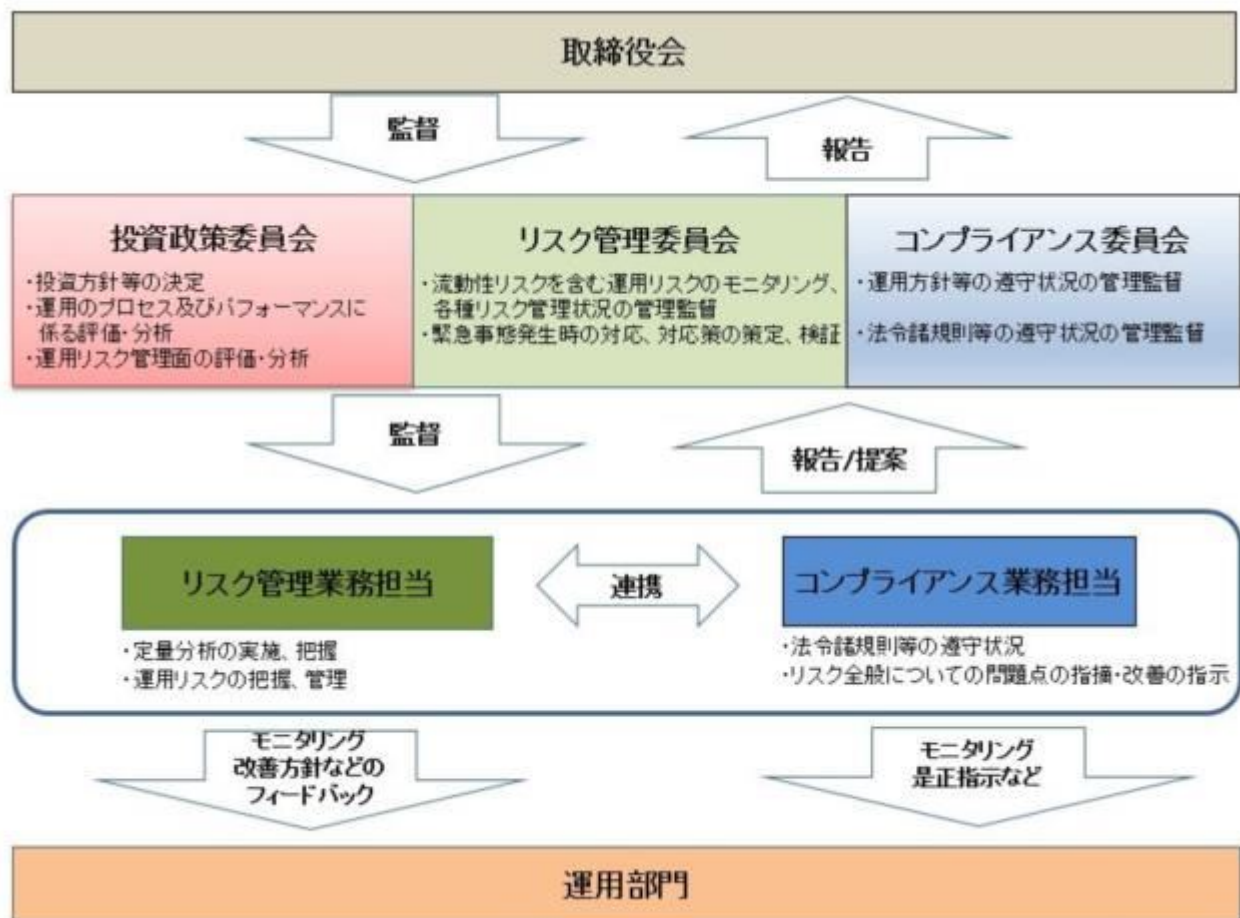 取締役会
監督
報告
投資政策委員会
・投資方針等の決定
・運用のプロセス及びパフォーマンスに
係る評価・分析
・運用リスク管理面の評価・分析
リスク管理委員会
・流動性リスクを含む運用リスクのモニタリング、
各種リスク管理状況の管理監督
・緊急事態発生時の対応、対応策の策定、検証
コンプライアンス委員会
・運用方針等の遵守状況の管理監督
・法令諸規則等の遵守状況の管理監督
監督
報告/提案
リスク管理業務担当
・定量分析の実施、把握
・運用リスクの把握、管理
連携
コンプライアンス業務担当
・法令諸規則等の遵守状況
・リスク全般についての問題点の指摘・改善の指示
モニタリング
改善方針などの
フィードバック
モニタリング
是正指示など
運用部門